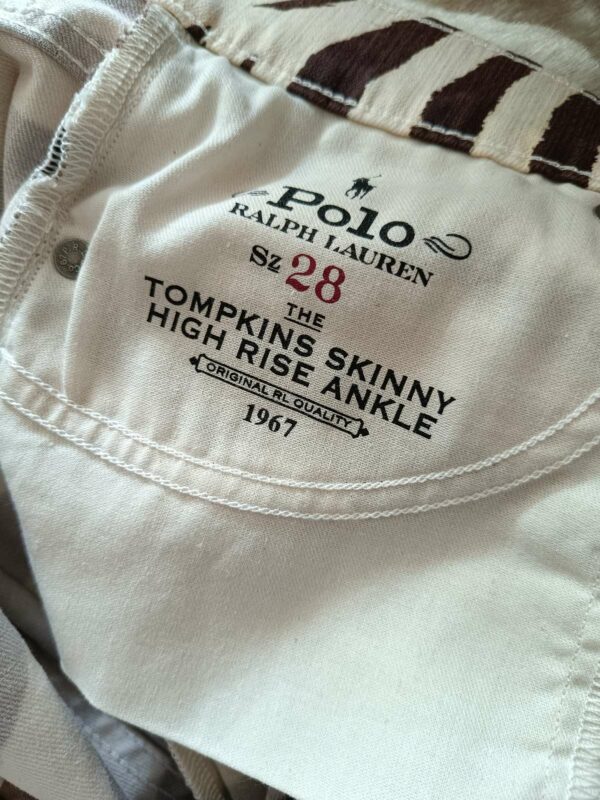 Polo
RALPH LAUREN
Sz 28
THE
TOMPKINS SKINNY
HIGH RISE ANKLE
ORIGINAL RL QUALITY
1967